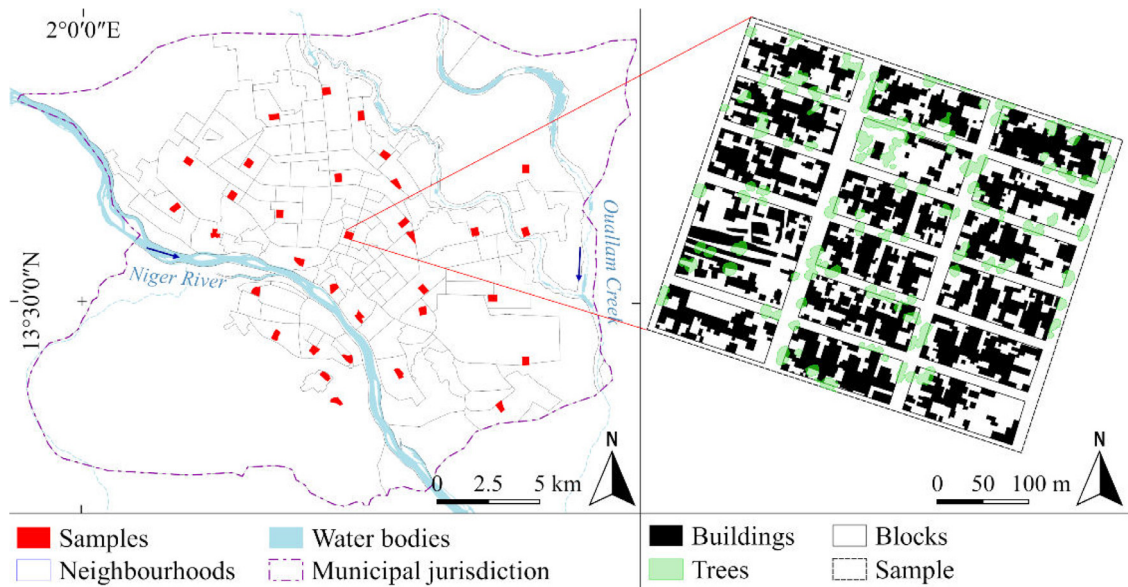 2°0′0″E
13°30′0″N
Niger River
Ouallam Creek
N
0 2.5 5 km
N
0 50 100 m
Samples
Water bodies
Neighbourhoods
Municipal jurisdiction
Buildings
Blocks
Trees
Sample